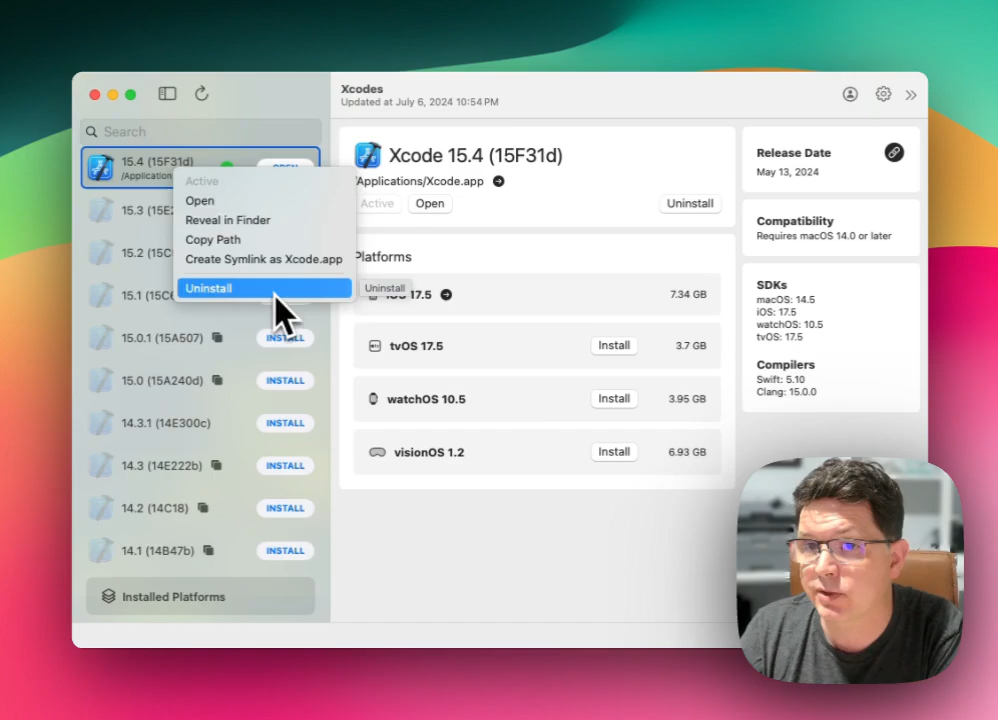 Xcodes
Updated at July 6, 2024 10:54 PM
Search
15.4 (15F31d)
/Application
Active
Open
Reveal in Finder
Copy Path
Create Symlink as Xcode.app
Uninstall
Uninstall
15.3 (15E2
15.2 (15C
15.1 (15C6
15.0.1 (15A507)
INSTALL
15.0 (15A240d)
INSTALL
14.3.1 (14E300c)
INSTALL
14.3 (14E222b)
INSTALL
14.2 (14C18)
INSTALL
14.1 (14B47b)
INSTALL
Installed Platforms
Xcode 15.4 (15F31d)
/Applications/Xcode.app
Active
Open
Uninstall
Platforms
iOS 17.5
7.34 GB
tvOS 17.5
Install
3.7 GB
watchOS 10.5
Install
3.95 GB
visionOS 1.2
Install
6.93 GB
Release Date
May 13, 2024
Compatibility
Requires macOS 14.0 or later
SDKs
macOS: 14.5
iOS: 17.5
watchOS: 10.5
tvOS: 17.5
Compilers
Swift: 5.10
Clang: 15.0.0